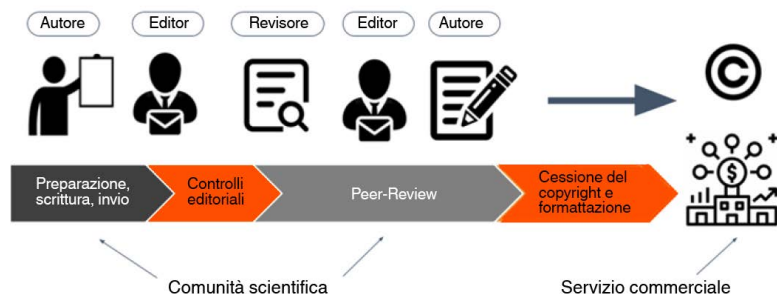 Autore
Editor
Revisore
Editor
Autore
©
$
Preparazione,
scrittura, invio
Controlli
editoriali
Peer-Review
Cessione del
copyright e
formattazione
Comunità scientifica
Servizio commerciale